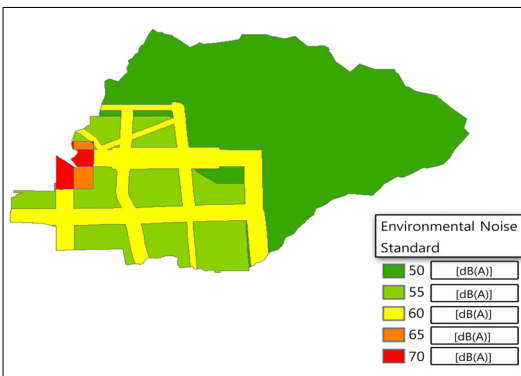 Environmental Noise
Standard
50 [dB(A)]
55 [dB(A)]
60 [dB(A)]
65 [dB(A)]
70 [dB(A)]